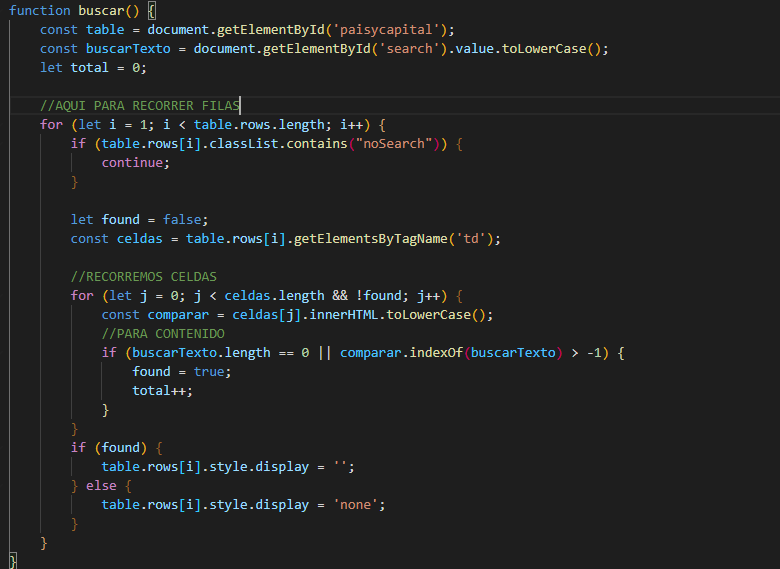 function buscar() {
    const table = document.getElementById('paisycapital');
    const buscarTexto = document.getElementById('search').value.toLowerCase();
    let total = 0;

    //AQUI PARA RECORRER FILAS
    for (let i = 1; i < table.rows.length; i++) {
        if (table.rows[i].classList.contains("noSearch")) {
            continue;
        }

        let found = false;
        const celdas = table.rows[i].getElementsByTagName('td');

        //RECORREMOS CELDAS
        for (let j = 0; j < celdas.length && !found; j++) {
            const comparar = celdas[j].innerHTML.toLowerCase();
            //PARA CONTENIDO
            if (buscarTexto.length == 0 || comparar.indexOf(buscarTexto) > -1) {
                found = true;
                total++;
            }
        }
        if (found) {
            table.rows[i].style.display = '';
        } else {
            table.rows[i].style.display = 'none';
        }
    }
}